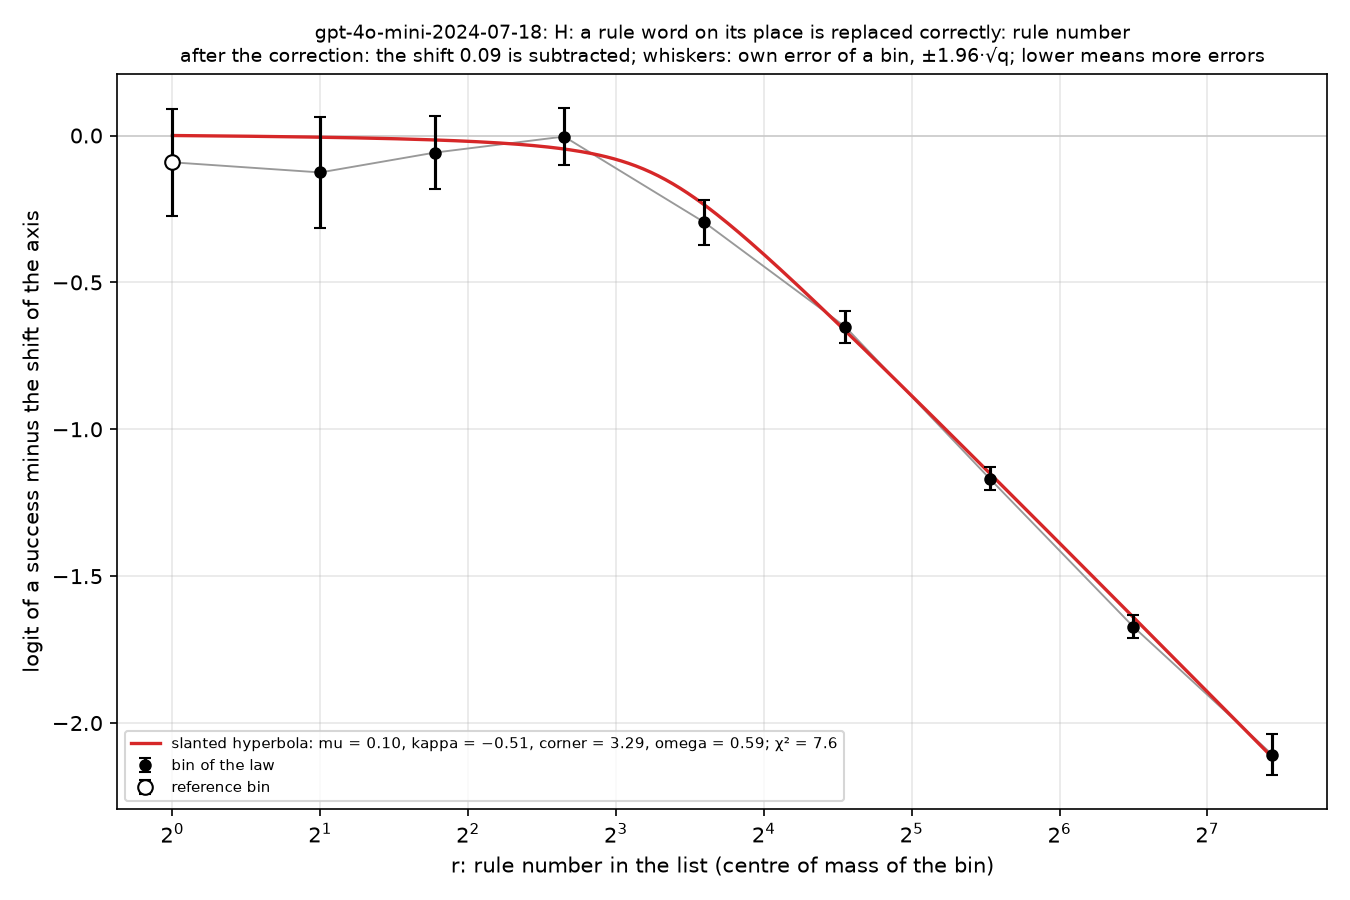 gpt-4o-mini-2024-07-18: H: a rule word on its place is replaced correctly: rule number
after the correction: the shift 0.09 is subtracted; whiskers: own error of a bin, ±1.96·√q; lower means more errors
logit of a success minus the shift of the axis
0.0
−0.5
−1.0
−1.5
−2.0
slanted hyperbola: mu = 0.10, kappa = −0.51, corner = 3.29, omega = 0.59; χ² = 7.6
bin of the law
reference bin
2⁰ 2¹ 2² 2³ 2⁴ 2⁵ 2⁶ 2⁷
r: rule number in the list (centre of mass of the bin)